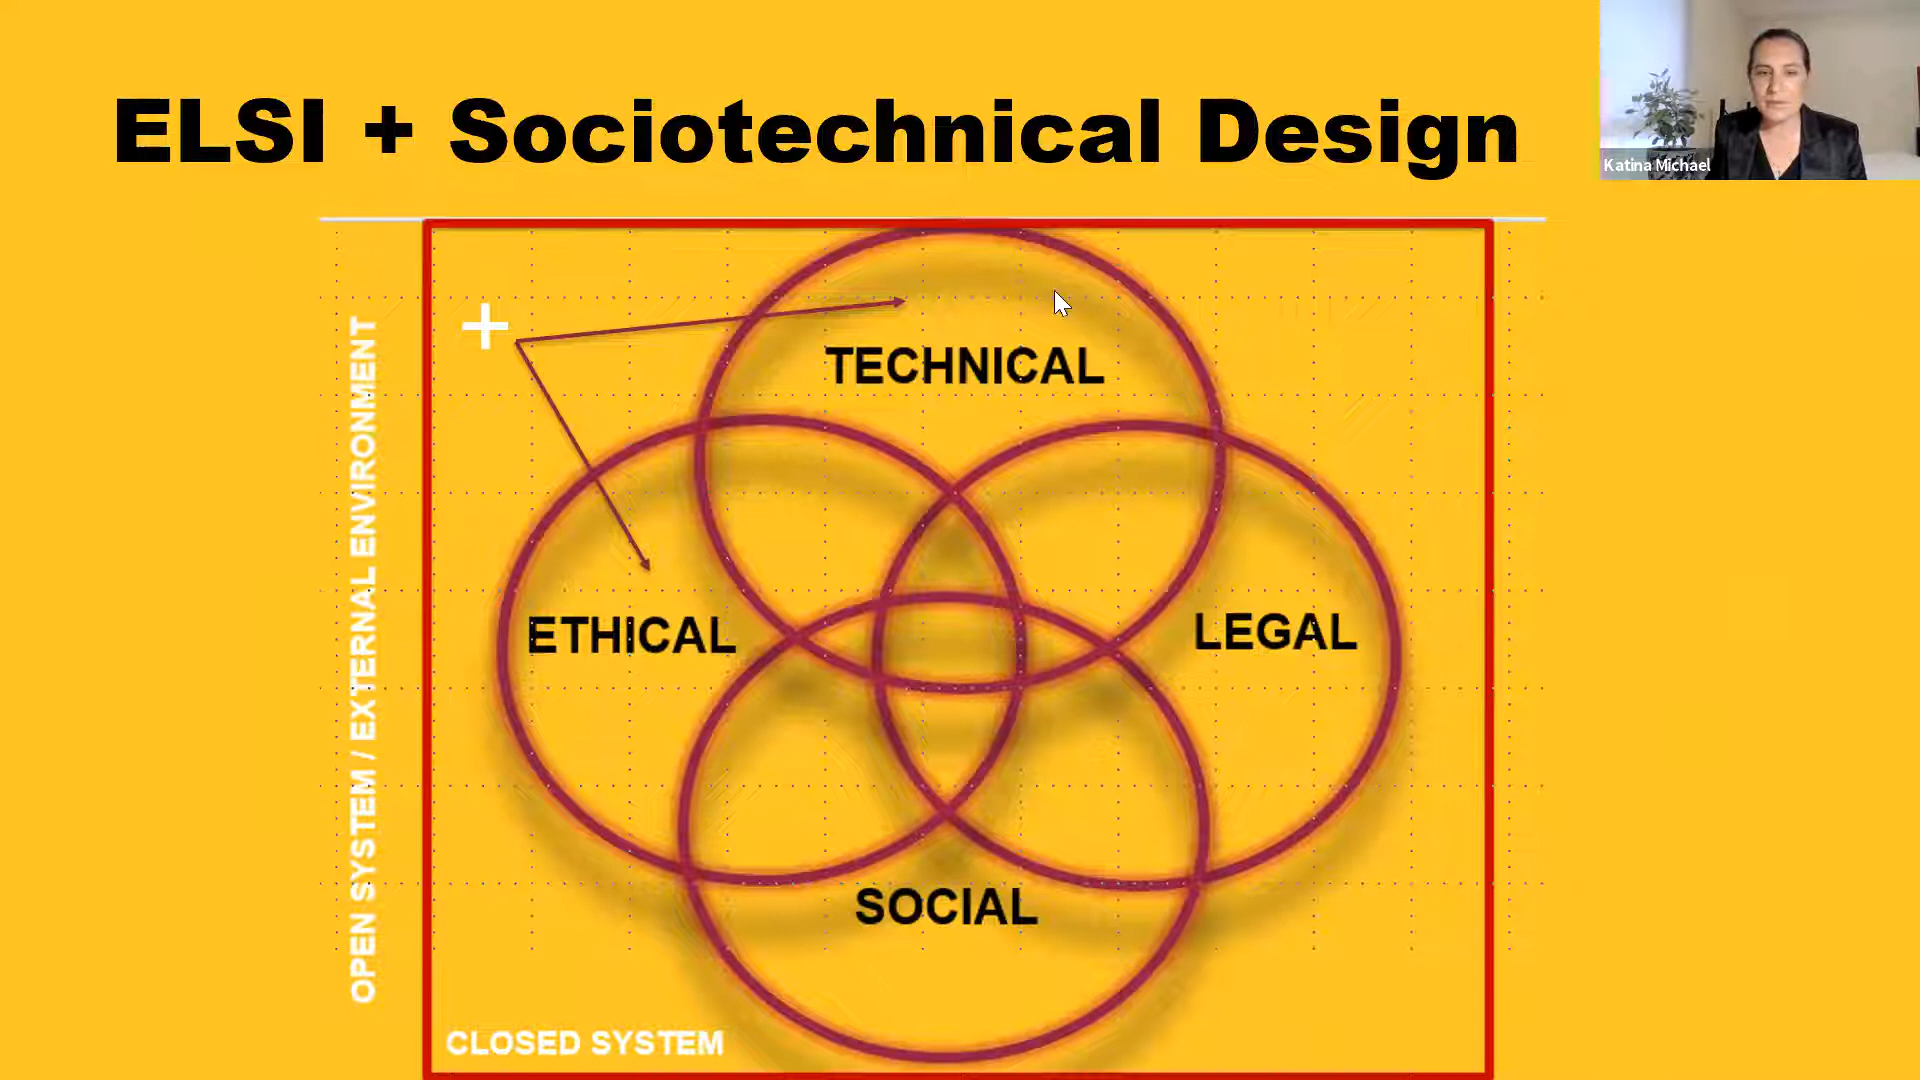 ELSI + Sociotechnical Design
Katina Michael
+
TECHNICAL
OPEN SYSTEM / EXTERNAL ENVIRONMENT
ETHICAL
LEGAL
SOCIAL
CLOSED SYSTEM